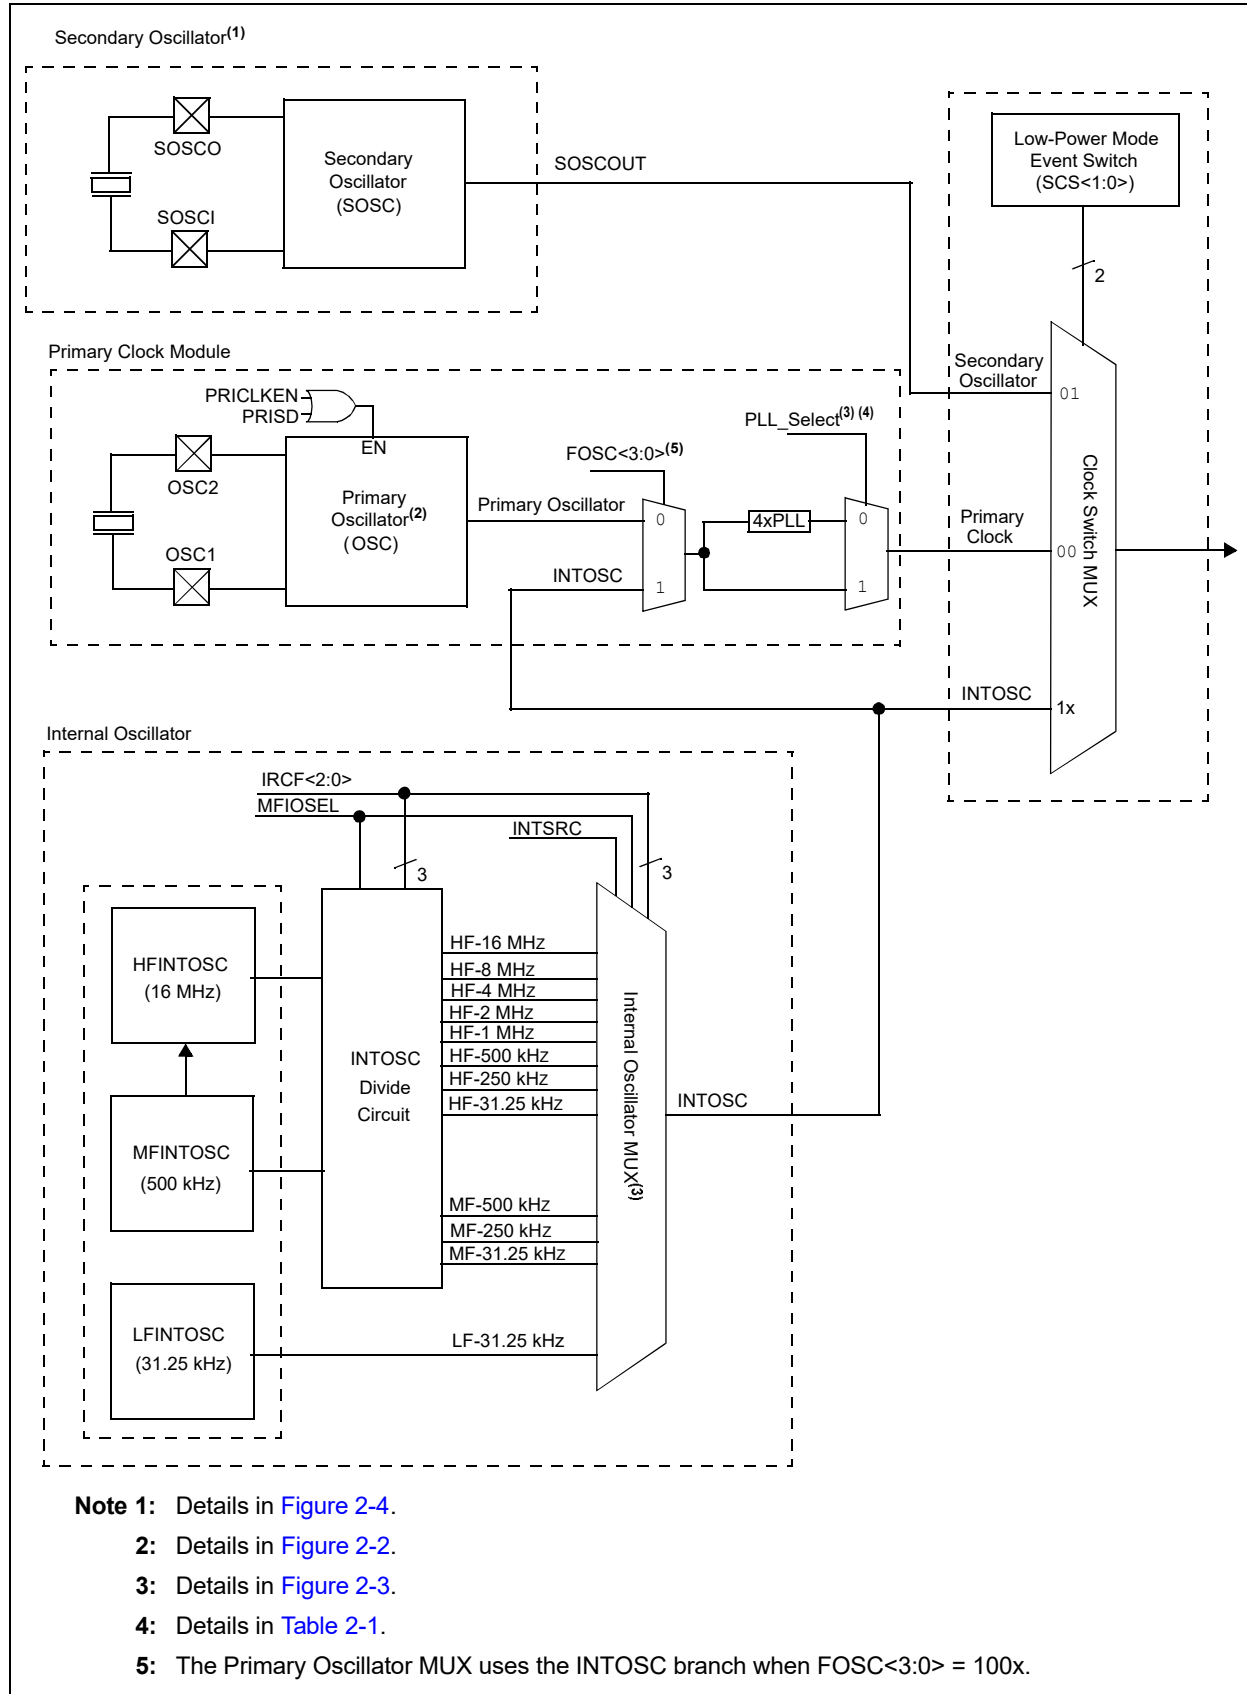 Secondary Oscillator(1)
SOSCO
SOSCI
Secondary
Oscillator
(SOSC)
SOSCOUT
Low-Power Mode
Event Switch
(SCS<1:0>)
2
Secondary
Oscillator
01
Primary
Clock
00
INTOSC
1x
Clock Switch MUX
Primary Clock Module
PRICLKEN
PRISD
EN
OSC2
OSC1
Primary
Oscillator(2)
(OSC)
Primary Oscillator
INTOSC
FOSC<3:0>(5)
0
1
4xPLL
PLL_Select(3) (4)
0
1
Internal Oscillator
IRCF<2:0>
MFIOSEL
INTSRC
3
3
HFINTOSC
(16 MHz)
MFINTOSC
(500 kHz)
LFINTOSC
(31.25 kHz)
INTOSC
Divide
Circuit
HF-16 MHz
HF-8 MHz
HF-4 MHz
HF-2 MHz
HF-1 MHz
HF-500 kHz
HF-250 kHz
HF-31.25 kHz
MF-500 kHz
MF-250 kHz
MF-31.25 kHz
LF-31.25 kHz
Internal Oscillator MUX(3)
INTOSC
Note 1: Details in Figure 2-4.
2: Details in Figure 2-2.
3: Details in Figure 2-3.
4: Details in Table 2-1.
5: The Primary Oscillator MUX uses the INTOSC branch when FOSC<3:0> = 100x.